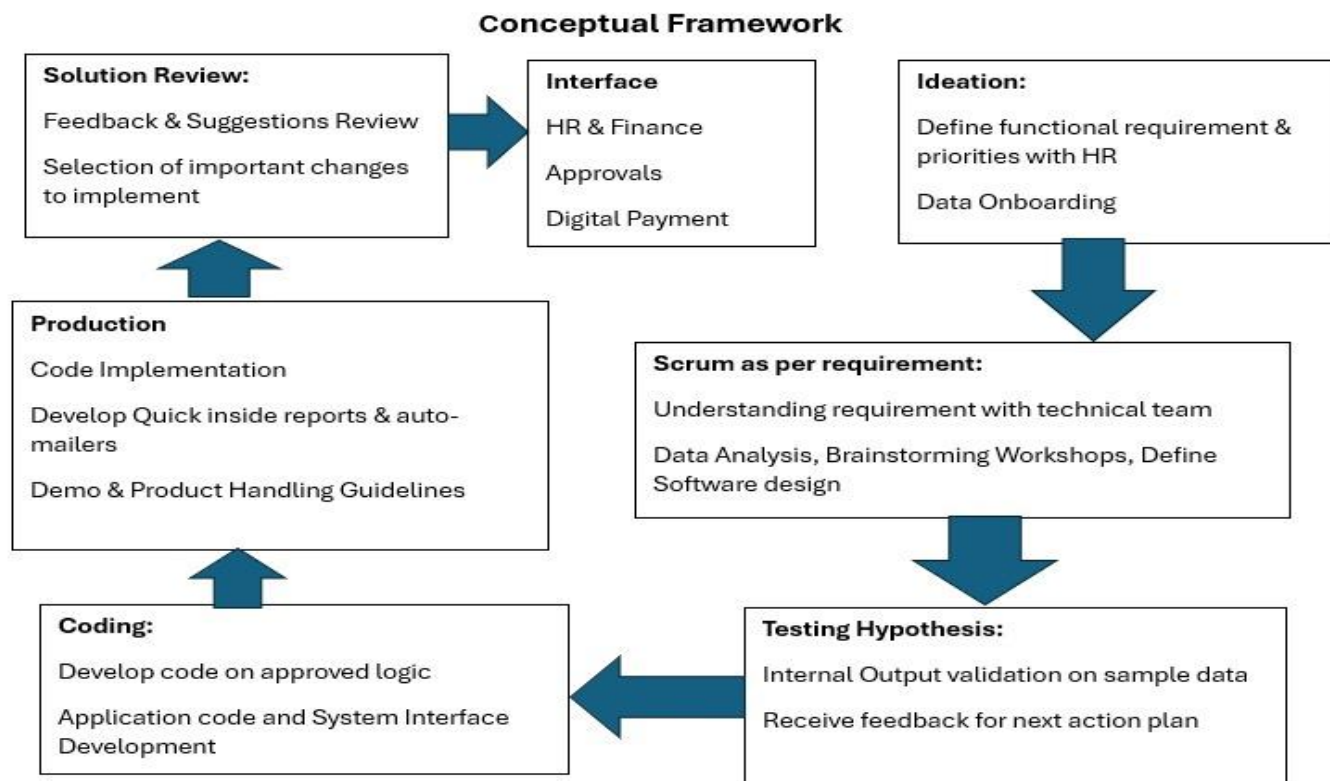 Conceptual Framework
Solution Review:
Feedback & Suggestions Review
Selection of important changes
to implement
Interface
HR & Finance
Approvals
Digital Payment
Ideation:
Define functional requirement &
priorities with HR
Data Onboarding
Production
Code Implementation
Develop Quick inside reports & auto-
mailers
Demo & Product Handling Guidelines
Scrum as per requirement:
Understanding requirement with technical team
Data Analysis, Brainstorming Workshops, Define
Software design
Coding:
Develop code on approved logic
Application code and System Interface
Development
Testing Hypothesis:
Internal Output validation on sample data
Receive feedback for next action plan